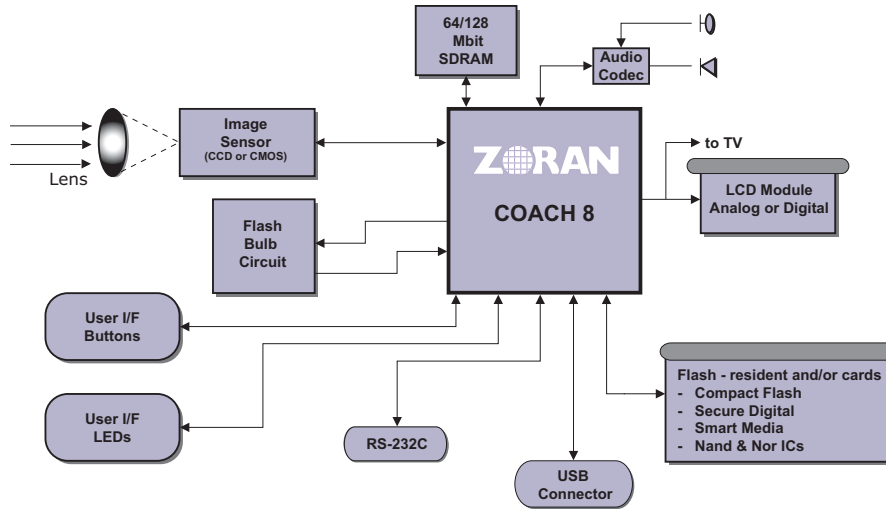 64/128
Mbit
SDRAM
Audio
Codec
Image
Sensor
(CCD or CMOS)
Lens
ZORAN
COACH 8
to TV
LCD Module
Analog or Digital
Flash
Bulb
Circuit
User I/F
Buttons
User I/F
LEDs
RS-232C
USB
Connector
Flash - resident and/or cards
- Compact Flash
- Secure Digital
- Smart Media
- Nand & Nor ICs